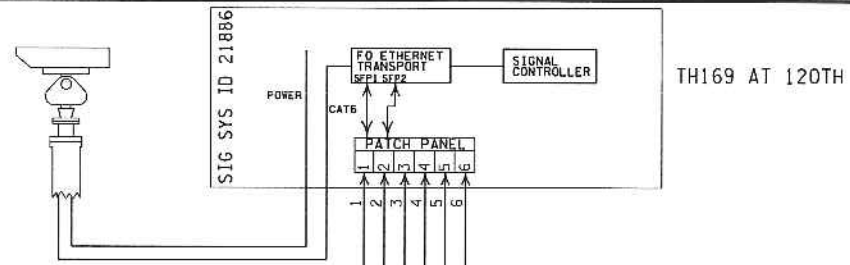 SIG SYS ID 21886
FO ETHERNET
TRANSPORT
SFP1 SFP2
SIGNAL
CONTROLLER
TH169 AT 120TH
POWER
CAT6
PATCH PANEL
1 2 3 4 5 6
1 2 3 4 5 6